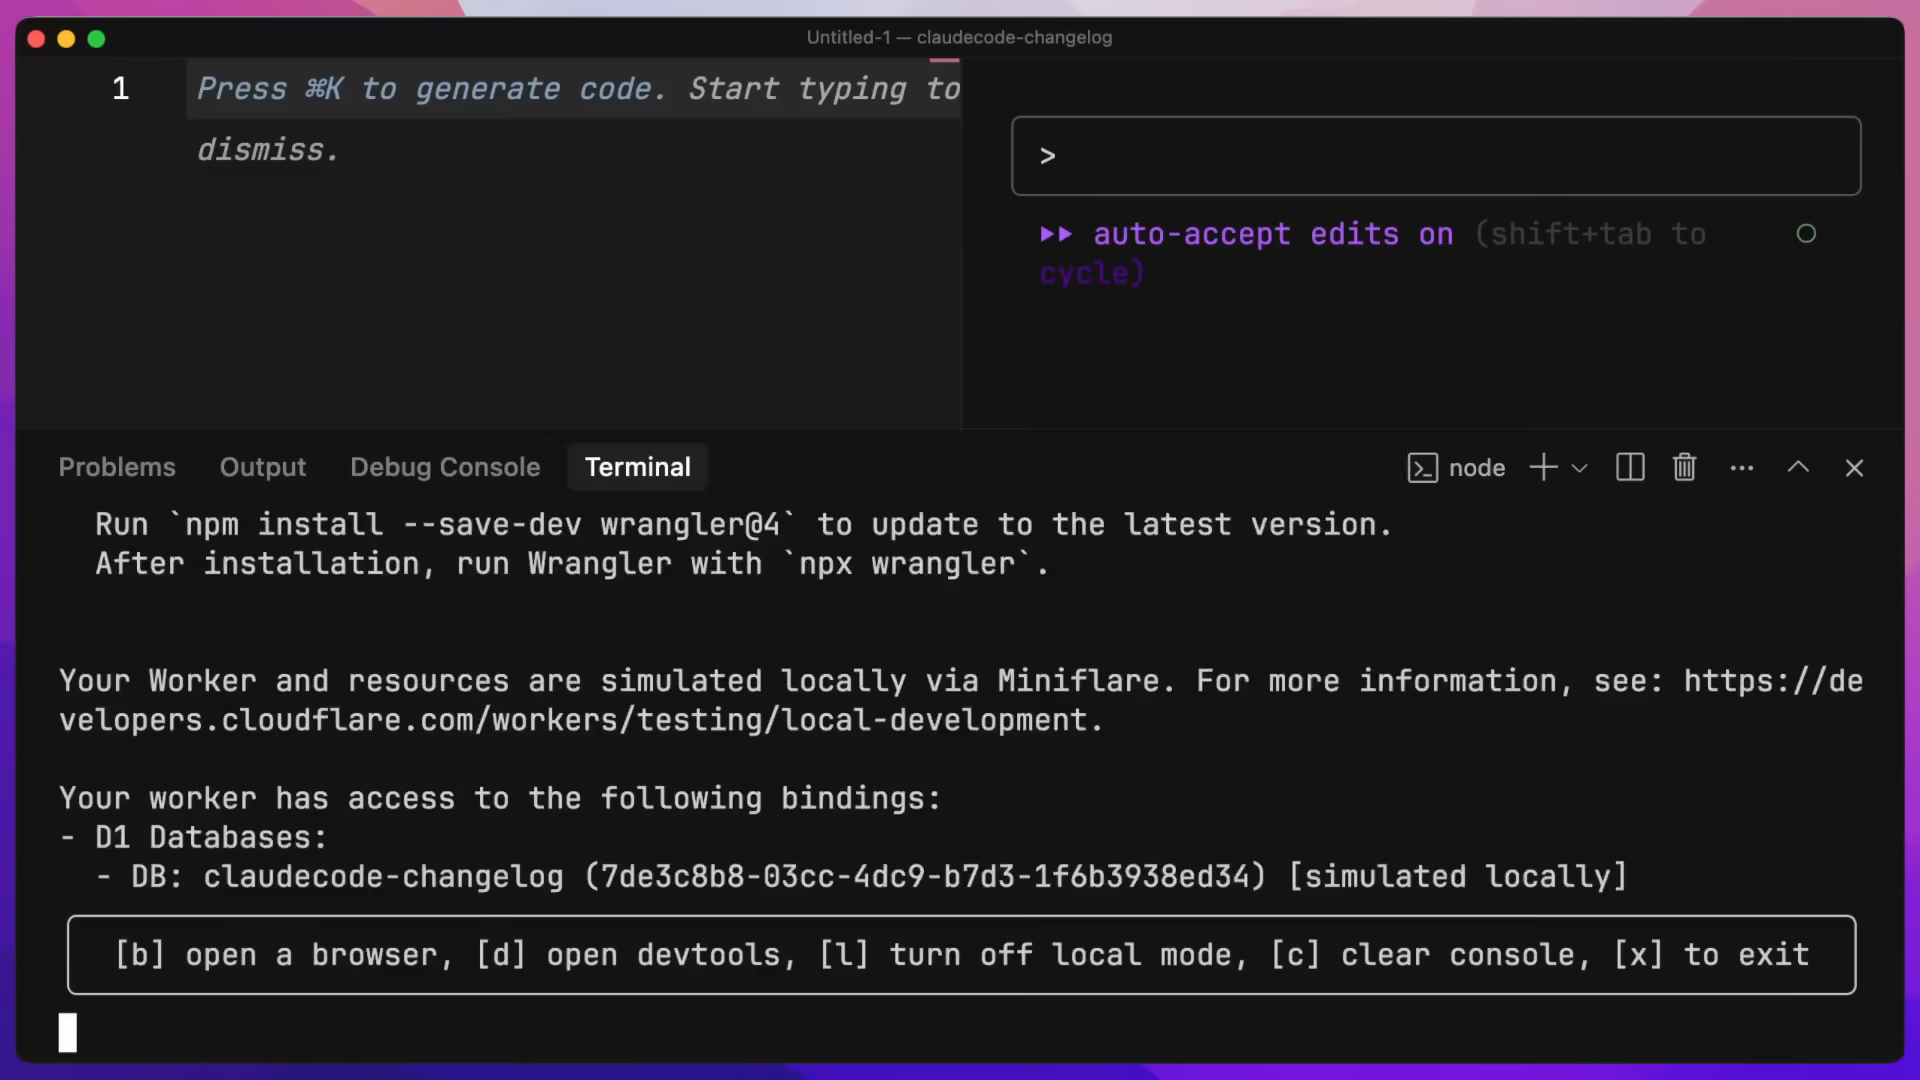 Untitled-1 — claudecode-changelog
1
Press ⌘K to generate code. Start typing to
dismiss.
>
auto-accept edits on (shift+tab to
cycle)
Problems Output Debug Console Terminal
node
Run `npm install --save-dev wrangler@4` to update to the latest version.
After installation, run Wrangler with `npx wrangler`.
Your Worker and resources are simulated locally via Miniflare. For more information, see: https://de
velopers.cloudflare.com/workers/testing/local-development.
Your worker has access to the following bindings:
- D1 Databases:
- DB: claudecode-changelog (7de3c8b8-03cc-4dc9-b7d3-1f6b3938ed34) [simulated locally]
[b] open a browser, [d] open devtools, [l] turn off local mode, [c] clear console, [x] to exit